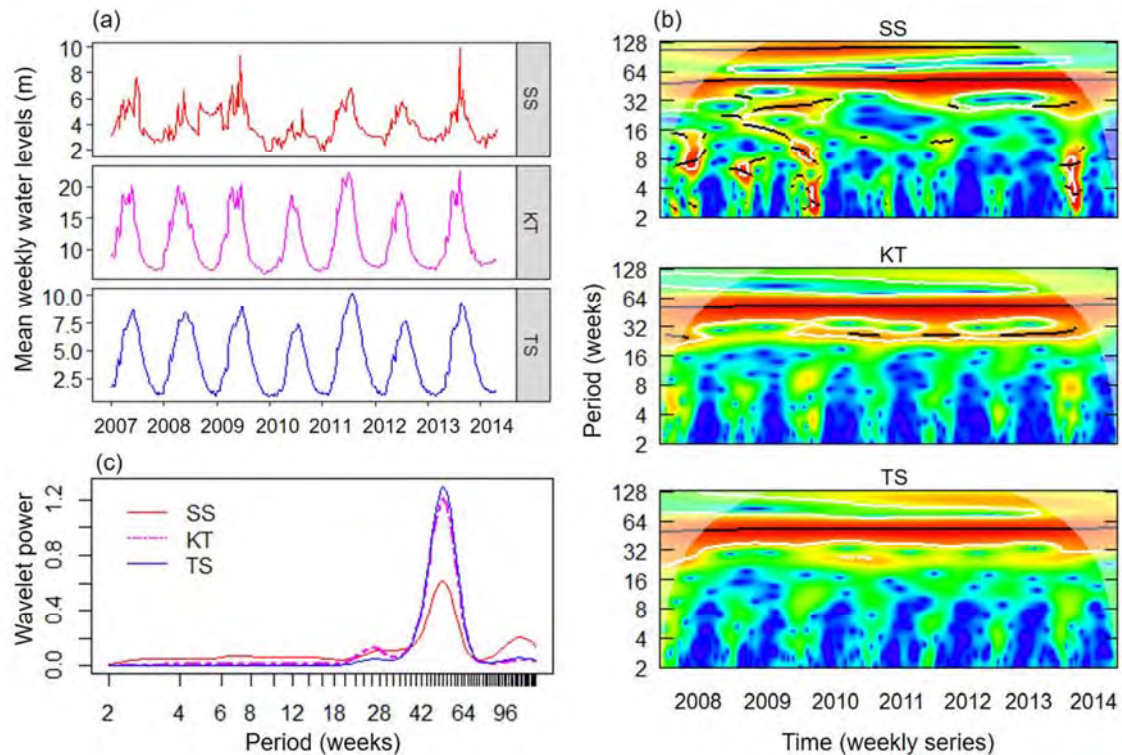 (a)
Mean weekly water levels (m)
10
8
6
4
2
SS
20
15
10
KT
10.0
7.5
5.0
2.5
TS
2007 2008 2009 2010 2011 2012 2013 2014
(c)
Wavelet power
1.2
0.8
0.4
0.0
SS
KT
TS
2 4 6 8 12 18 28 42 64 96
Period (weeks)
(b)
SS
128
64
32
16
8
4
2
KT
Period (weeks)
128
64
32
16
8
4
2
TS
128
64
32
16
8
4
2
2008 2009 2010 2011 2012 2013 2014
Time (weekly series)